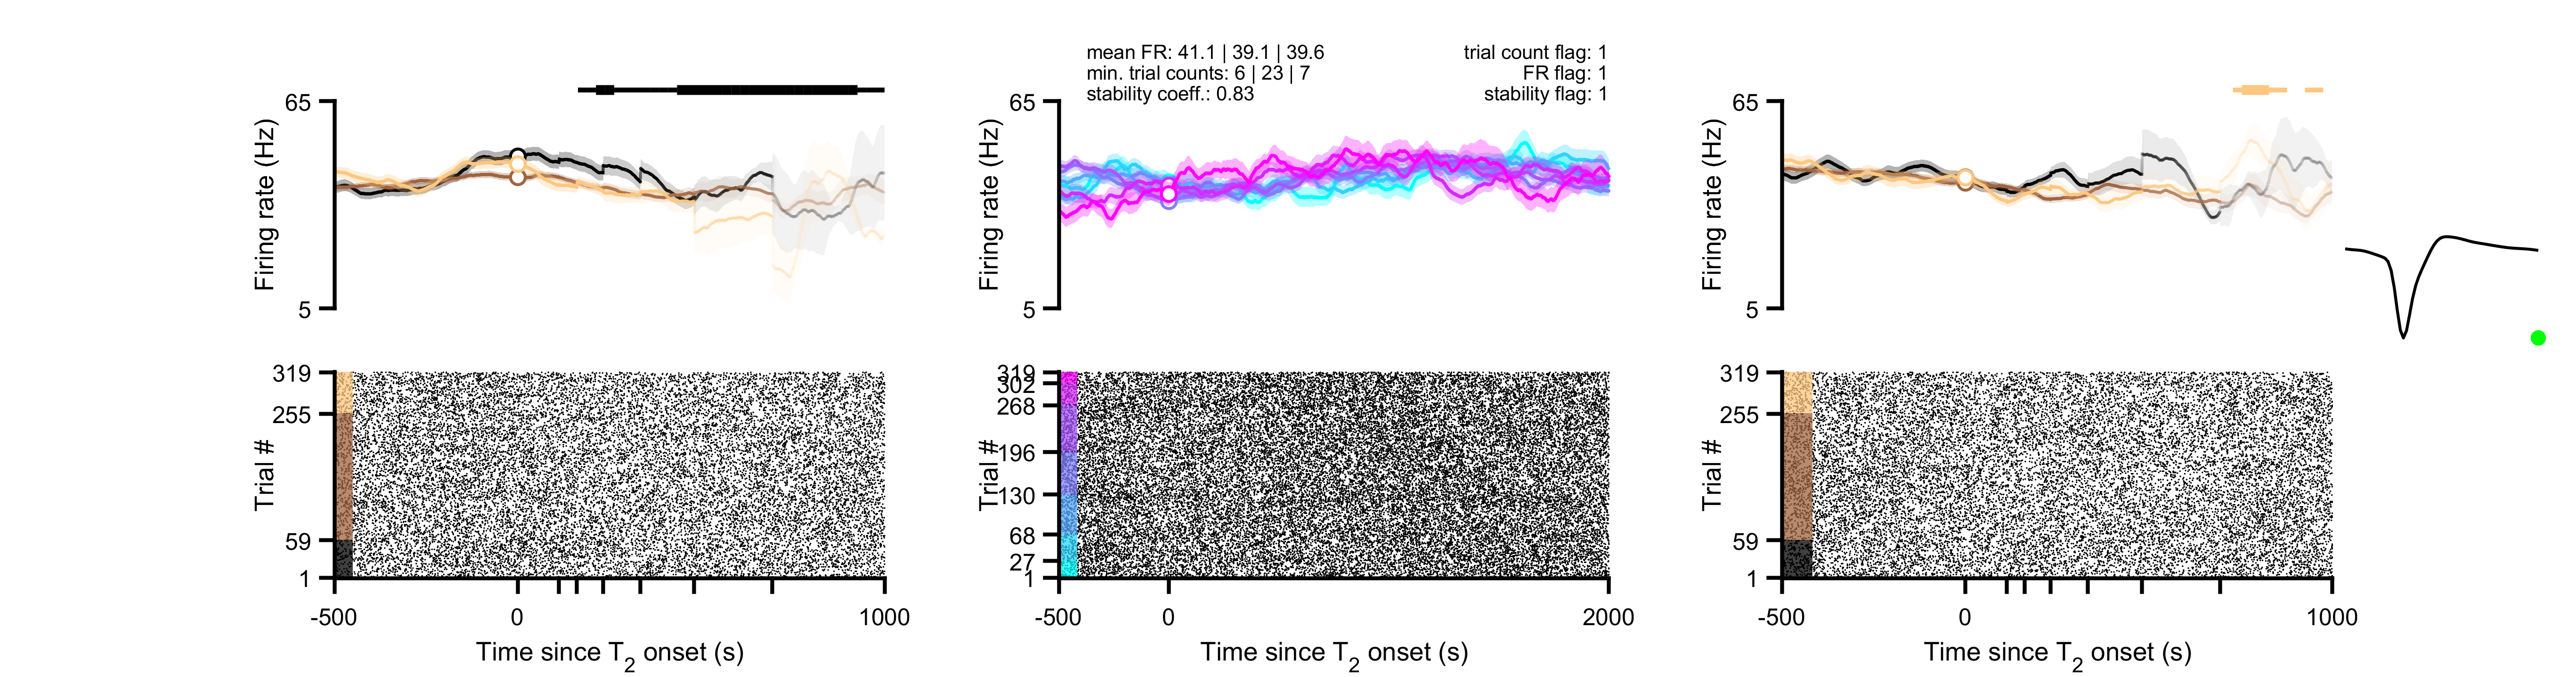 mean FR: 41.1 | 39.1 | 39.6
min. trial counts: 6 | 23 | 7
stability coeff.: 0.83
trial count flag: 1
FR flag: 1
stability flag: 1
65
Firing rate (Hz)
5
319
255
Trial #
59
1
-500
0
1000
Time since T2 onset (s)
65
Firing rate (Hz)
5
319
302
268
196
Trial #
130
68
27
1
-500
0
2000
Time since T2 onset (s)
65
Firing rate (Hz)
5
319
255
Trial #
59
1
-500
0
1000
Time since T2 onset (s)